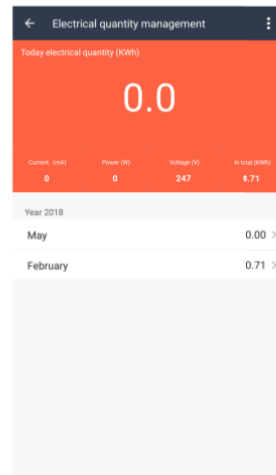 Electrical quantity management
Today electrical quantity (KWh)
0.0
Current (mA) Power (W) Voltage (V) In total (KWh)
0 0 247 0.71
Year 2018
May 0.00
February 0.71